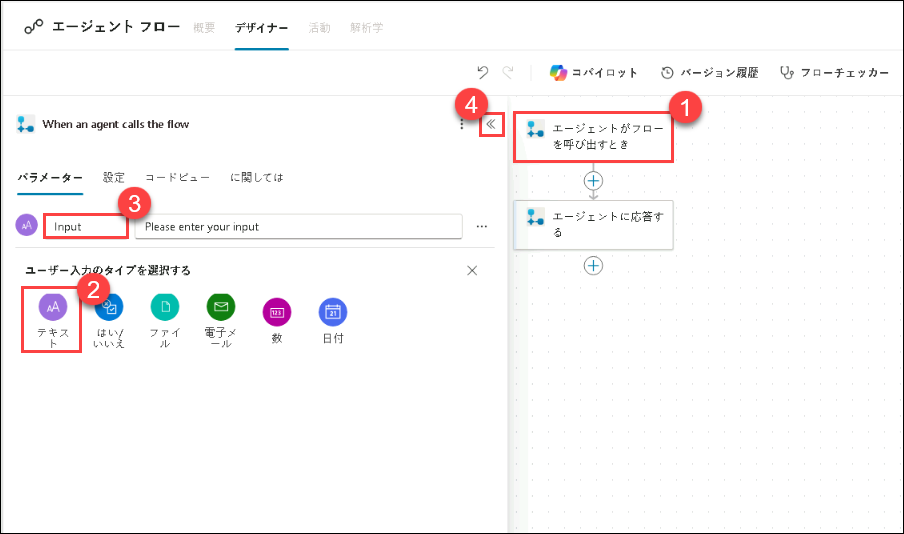 エージェント フロー 概要 デザイナー 活動 解析学
コパイロット バージョン履歴 フローチェッカー
4
1
When an agent calls the flow
エージェントがフロー
を呼び出すとき
パラメーター 設定 コードビュー に関しては
3
AA Input Please enter your input
エージェントに応答す
る
ユーザー入力のタイプを選択する
2
AA 123 21
テキス
ト
はい/
いいえ
ファイ
ル
電子メ
ール
数
日付